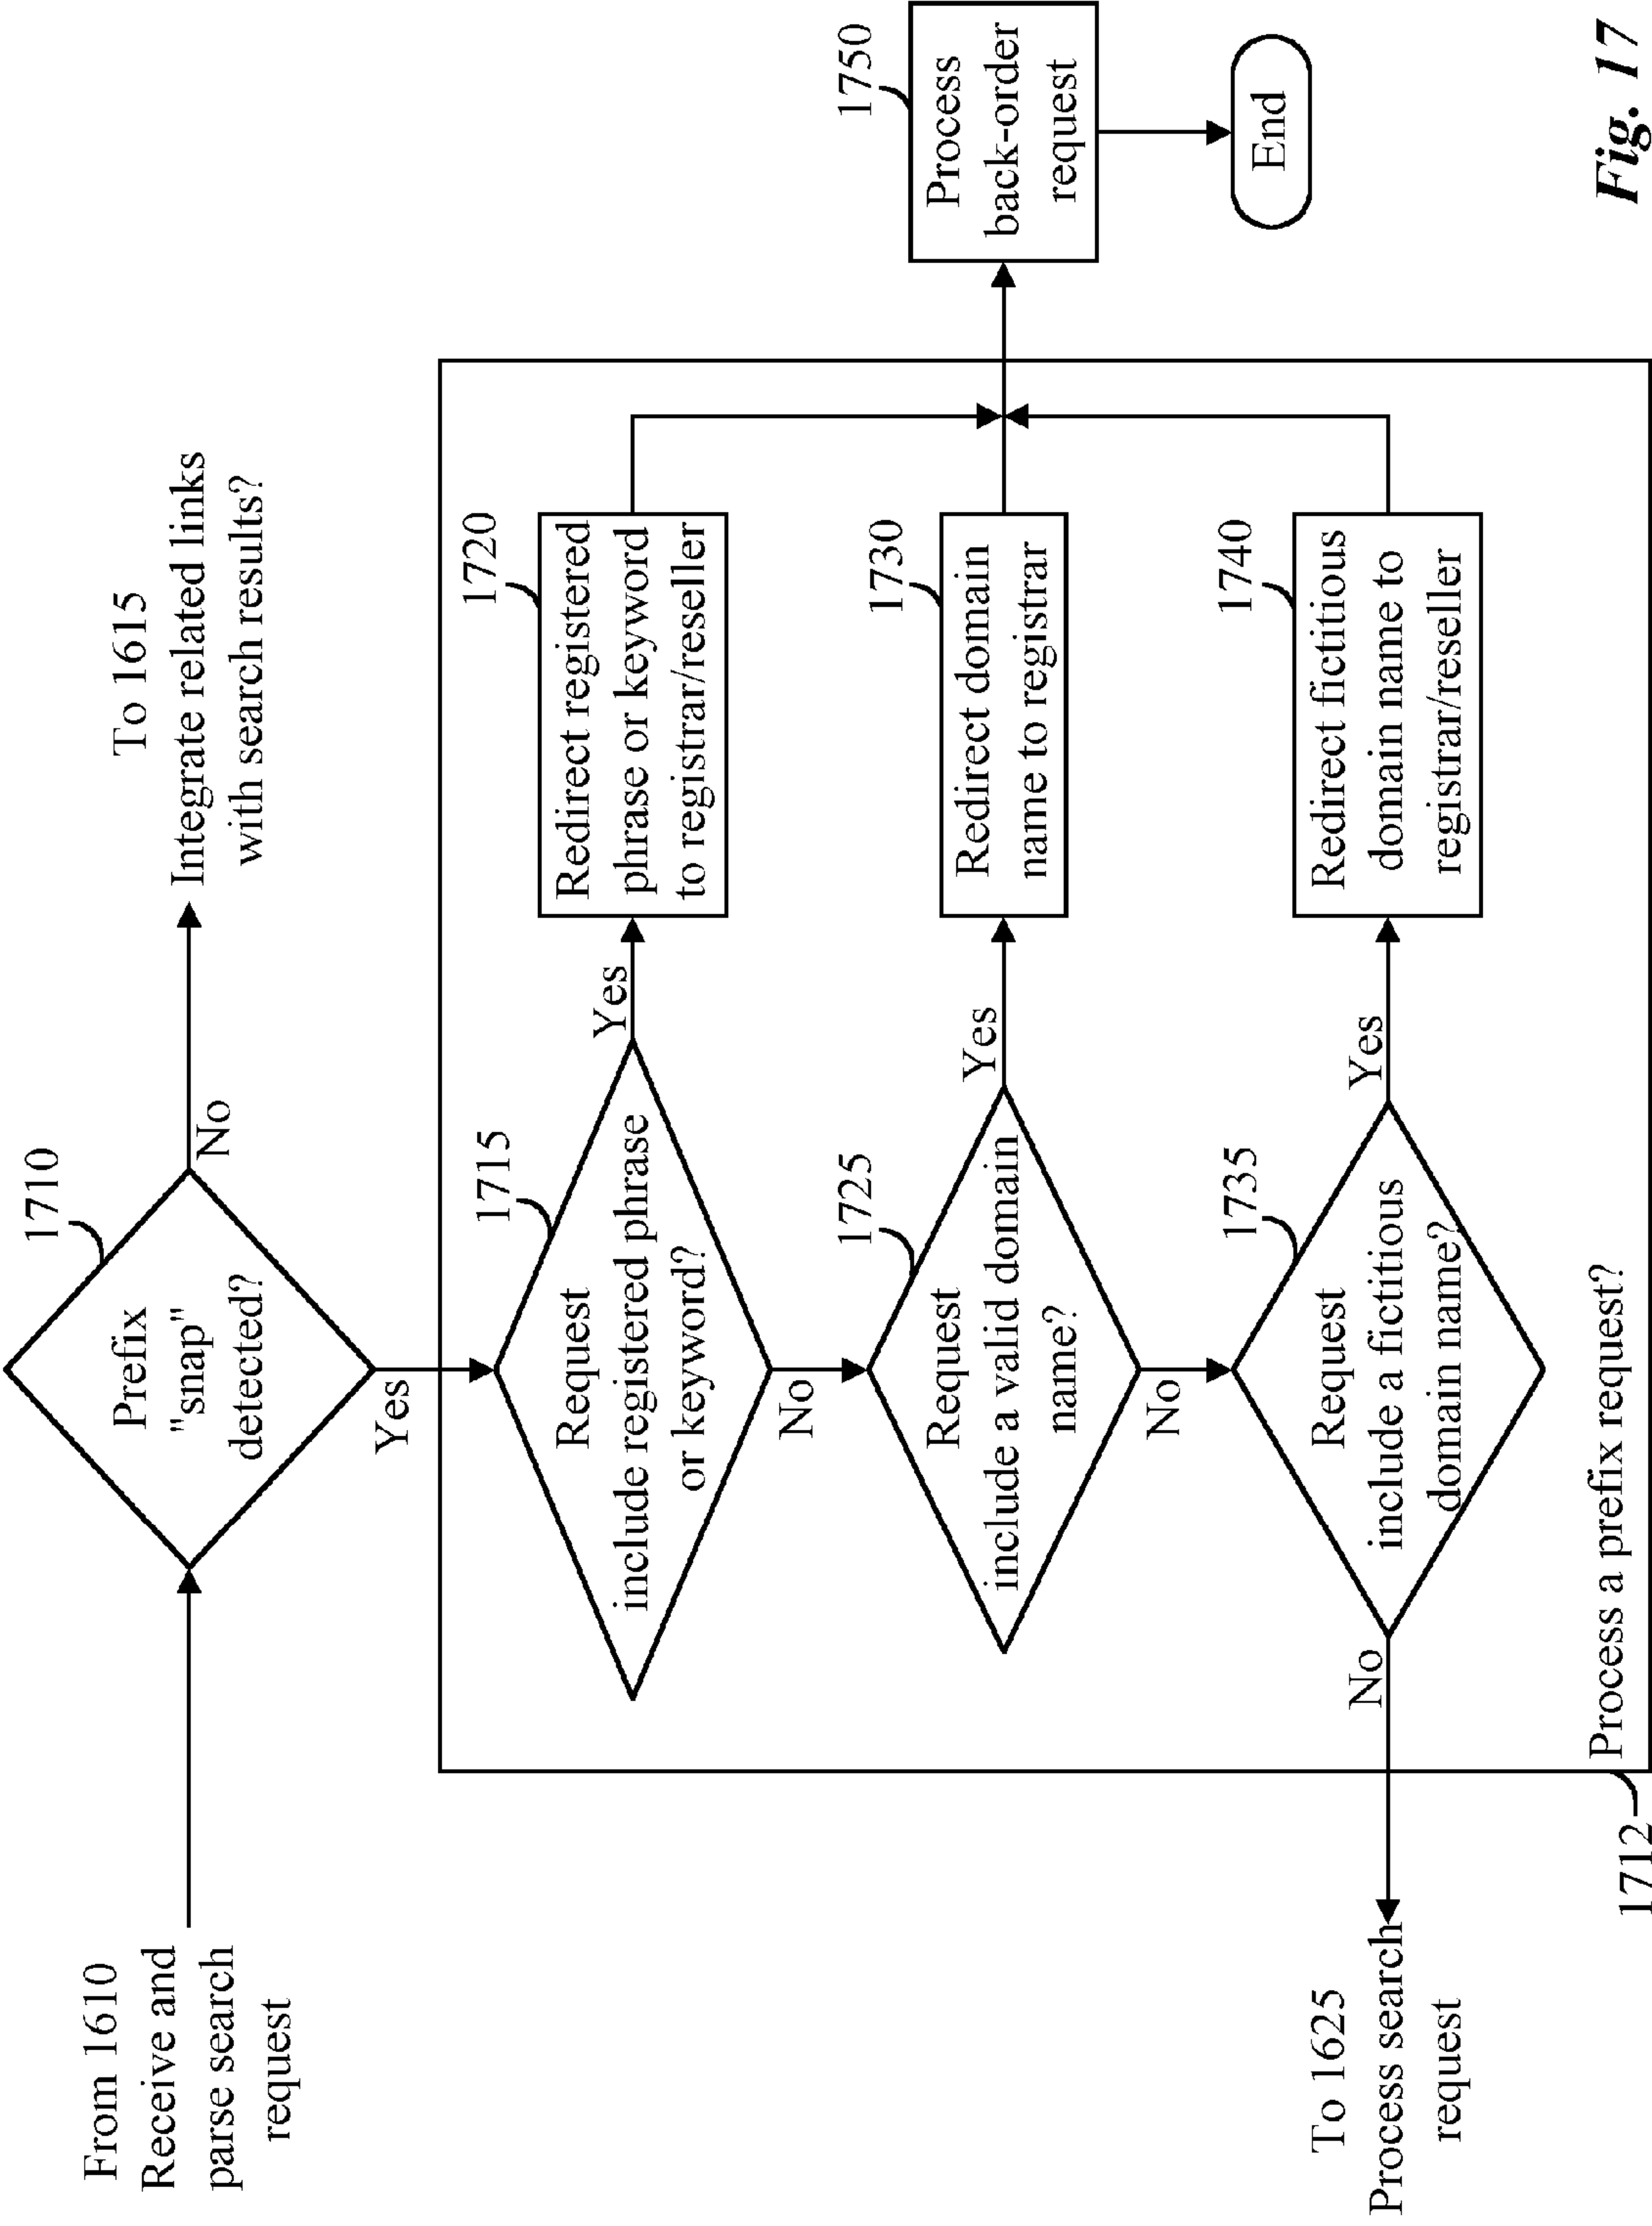 From 1610
Receive and
parse search
request
1710
Prefix
"snap"
detected?
No
To 1615
Integrate related links
with search results?
Yes
1715
Request
include registered phrase
or keyword?
Yes
1720
Redirect registered
phrase or keyword
to registrar/reseller
No
1725
Request
include a valid domain
name?
Yes
1730
Redirect domain
name to registrar
1750
Process
back-order
request
End
No
1735
Request
include a fictitious
domain name?
Yes
1740
Redirect fictitious
domain name to
registrar/reseller
No
To 1625
Process search
request
Process a prefix request?
1712
Fig. 17